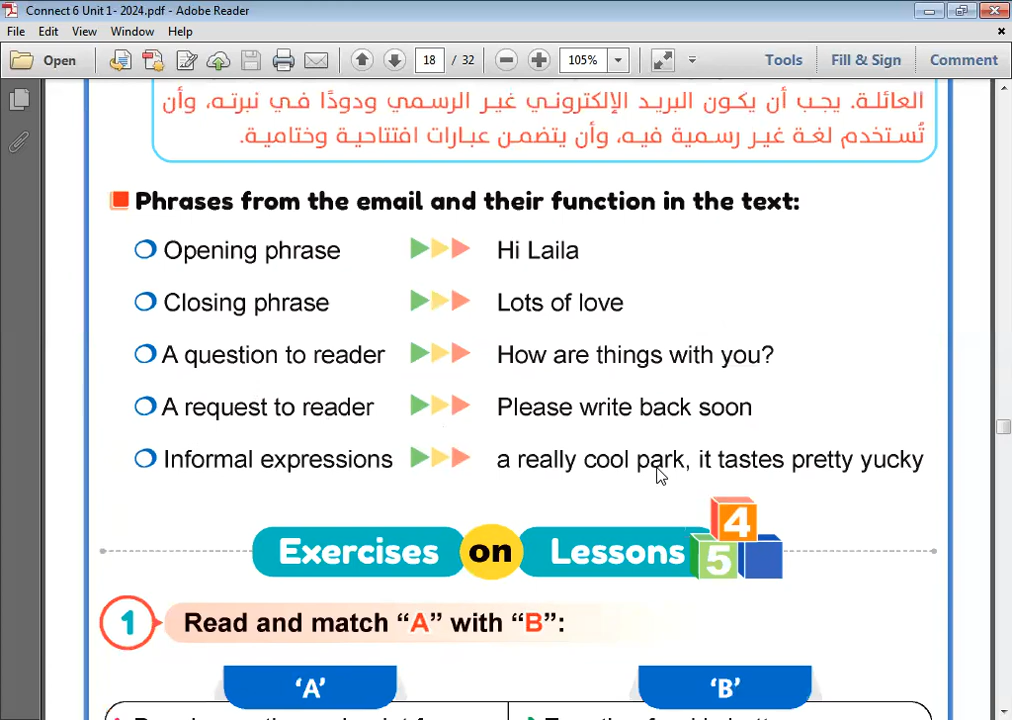 Connect 6 Unit 1- 2024.pdf - Adobe Reader
File Edit View Window Help
Open 18 / 32 105% Tools Fill & Sign Comment
العائلة. يجب أن يكون البريد الإلكتروني غير الرسمي ودودًا في نبرته، وأن
تُستخدم لغة غير رسمية فيه، وأن يتضمن عبارات افتتاحية وختامية.
Phrases from the email and their function in the text:
Opening phrase Hi Laila
Closing phrase Lots of love
A question to reader How are things with you?
A request to reader Please write back soon
Informal expressions a really cool park, it tastes pretty yucky
Exercises on Lessons 4 5
1 Read and match “A” with “B”:
‘A’ ‘B’